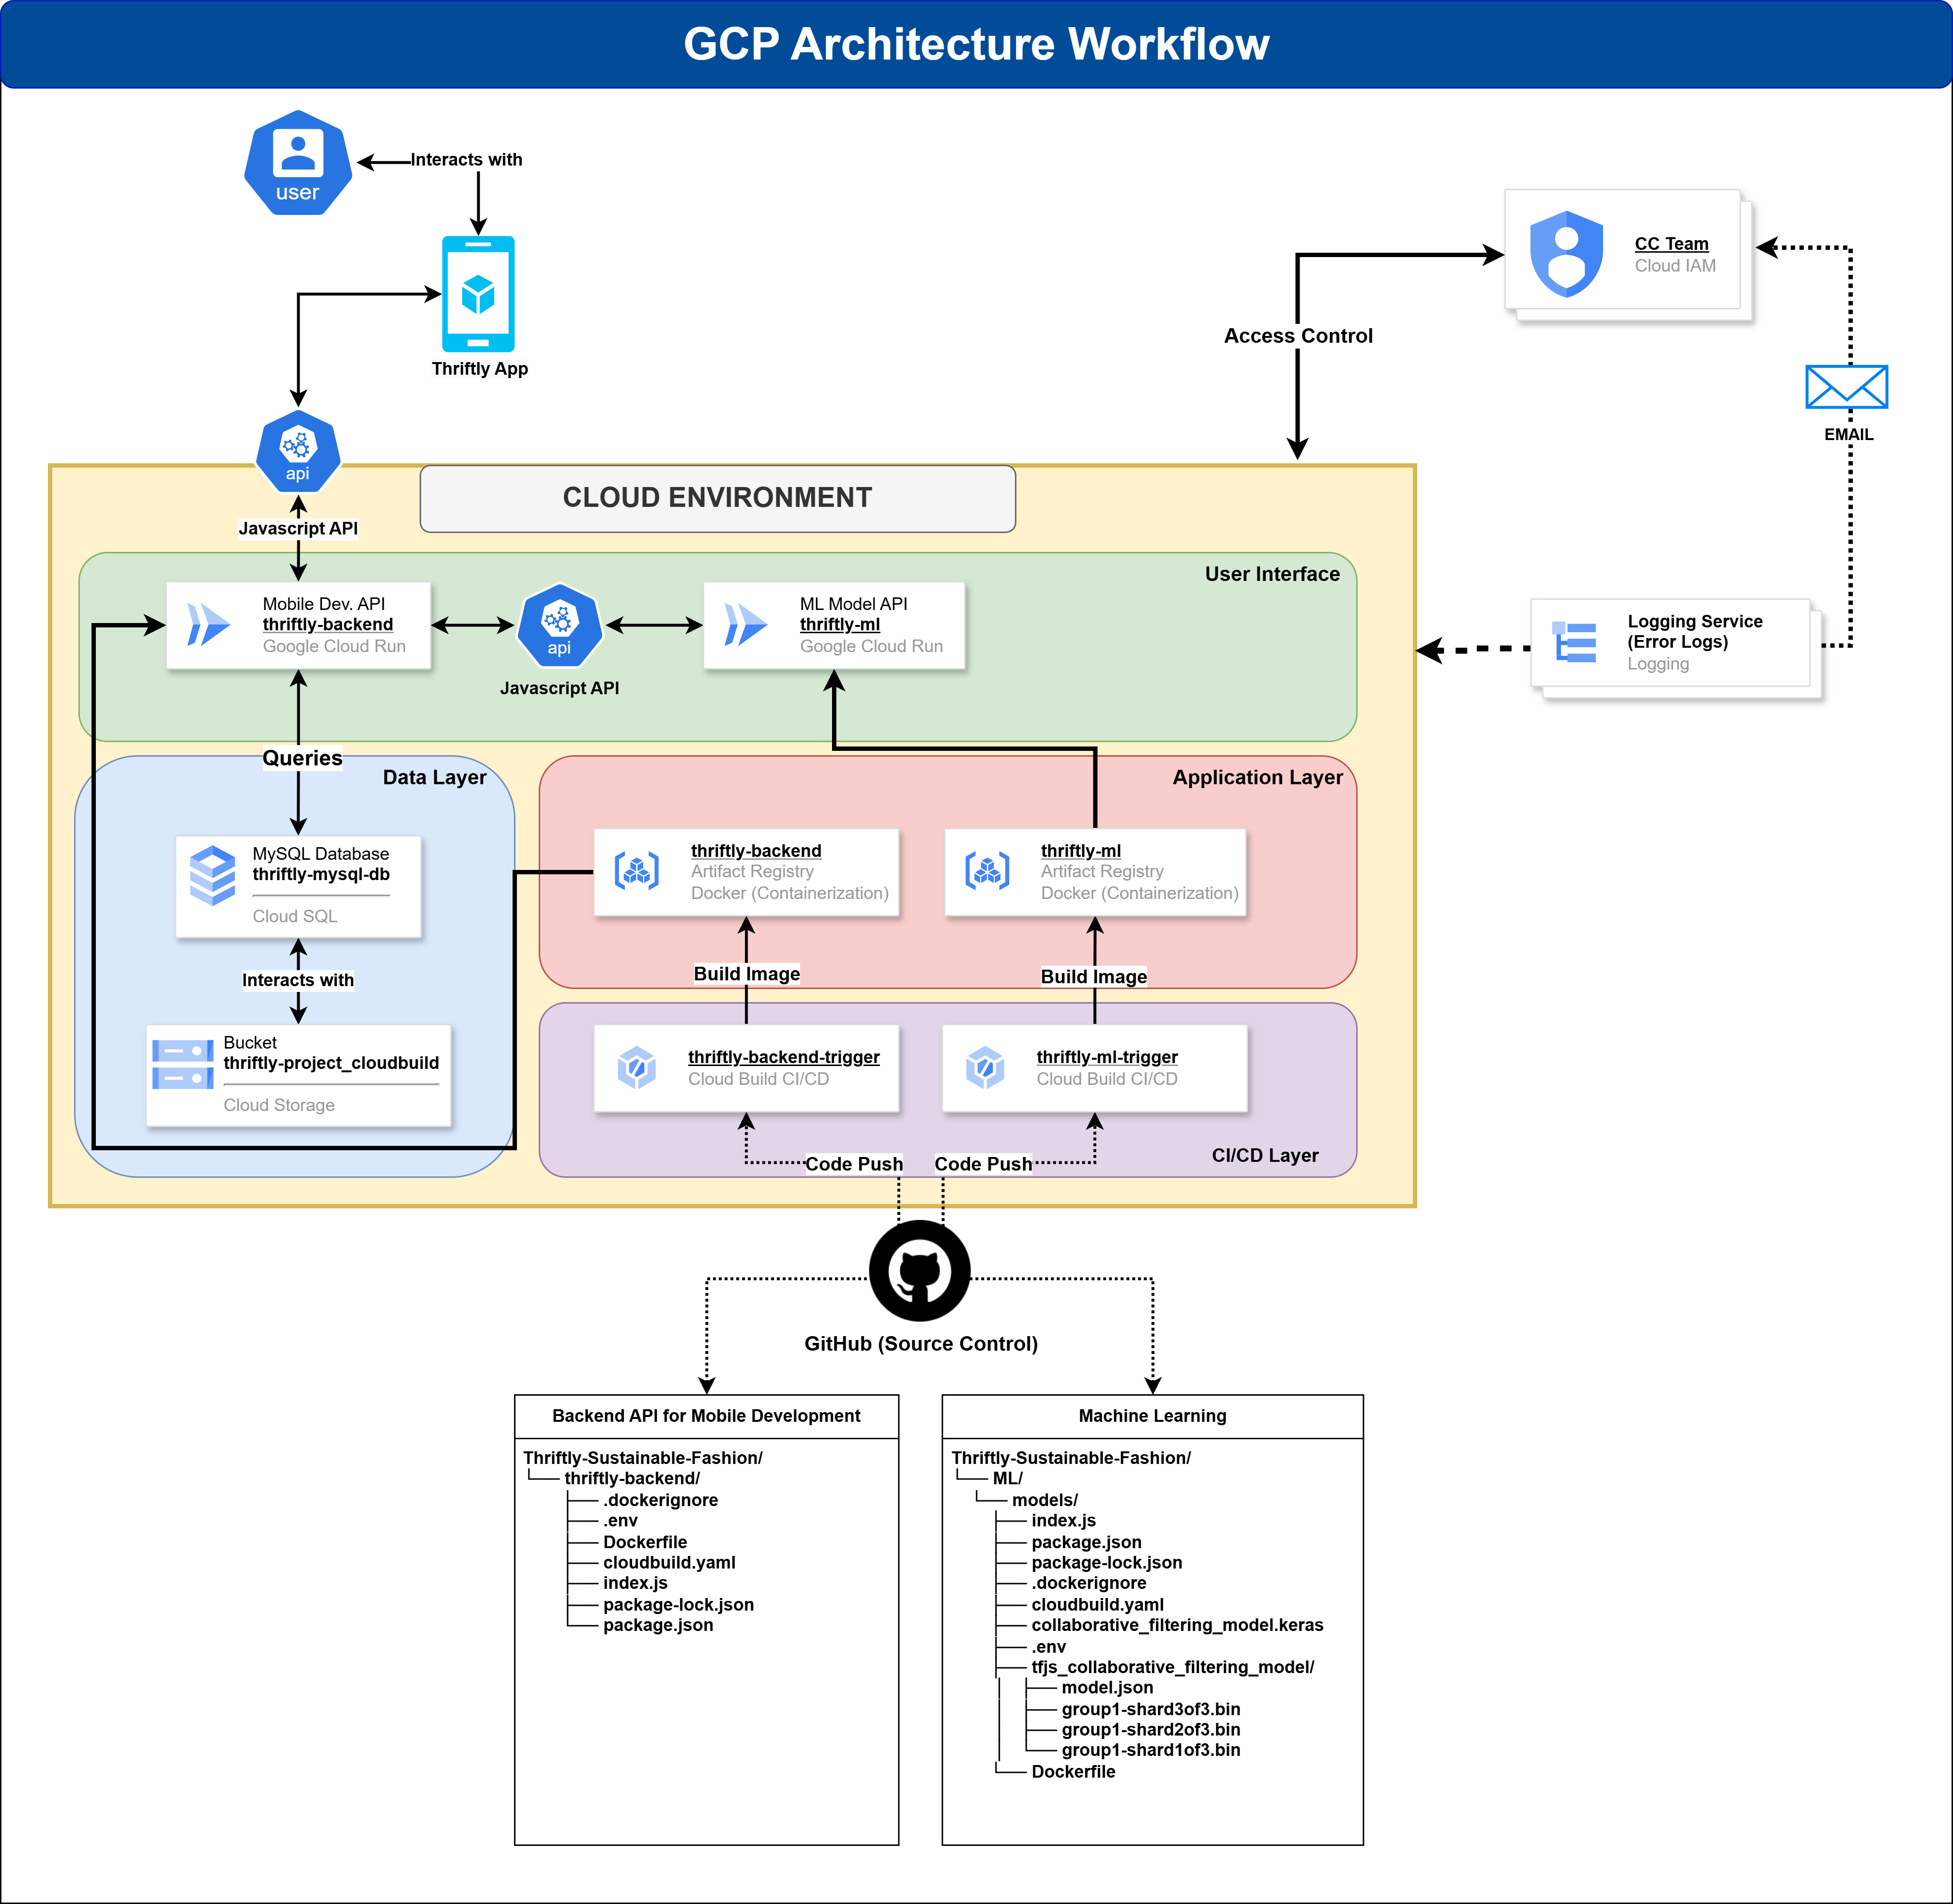 GCP Architecture Workflow
user
Interacts with
Thriftly App
CC Team
Cloud IAM
Access Control
EMAIL
api
CLOUD ENVIRONMENT
Javascript API
User Interface
Mobile Dev. API
thriftly-backend
Google Cloud Run
api
Javascript API
ML Model API
thriftly-ml
Google Cloud Run
Logging Service
(Error Logs)
Logging
Queries
Data Layer
MySQL Database
thriftly-mysql-db
Cloud SQL
Interacts with
Bucket
thriftly-project_cloudbuild
Cloud Storage
Application Layer
thriftly-backend
Artifact Registry
Docker (Containerization)
thriftly-ml
Artifact Registry
Docker (Containerization)
Build Image
Build Image
thriftly-backend-trigger
Cloud Build CI/CD
thriftly-ml-trigger
Cloud Build CI/CD
Code Push
Code Push
CI/CD Layer
GitHub (Source Control)
Backend API for Mobile Development
Thriftly-Sustainable-Fashion/
└── thriftly-backend/
├── .dockerignore
├── .env
├── Dockerfile
├── cloudbuild.yaml
├── index.js
├── package-lock.json
└── package.json
Machine Learning
Thriftly-Sustainable-Fashion/
└── ML/
└── models/
├── index.js
├── package.json
├── package-lock.json
├── .dockerignore
├── cloudbuild.yaml
├── collaborative_filtering_model.keras
├── .env
├── tfjs_collaborative_filtering_model/
│ ├── model.json
│ ├── group1-shard3of3.bin
│ ├── group1-shard2of3.bin
│ └── group1-shard1of3.bin
└── Dockerfile